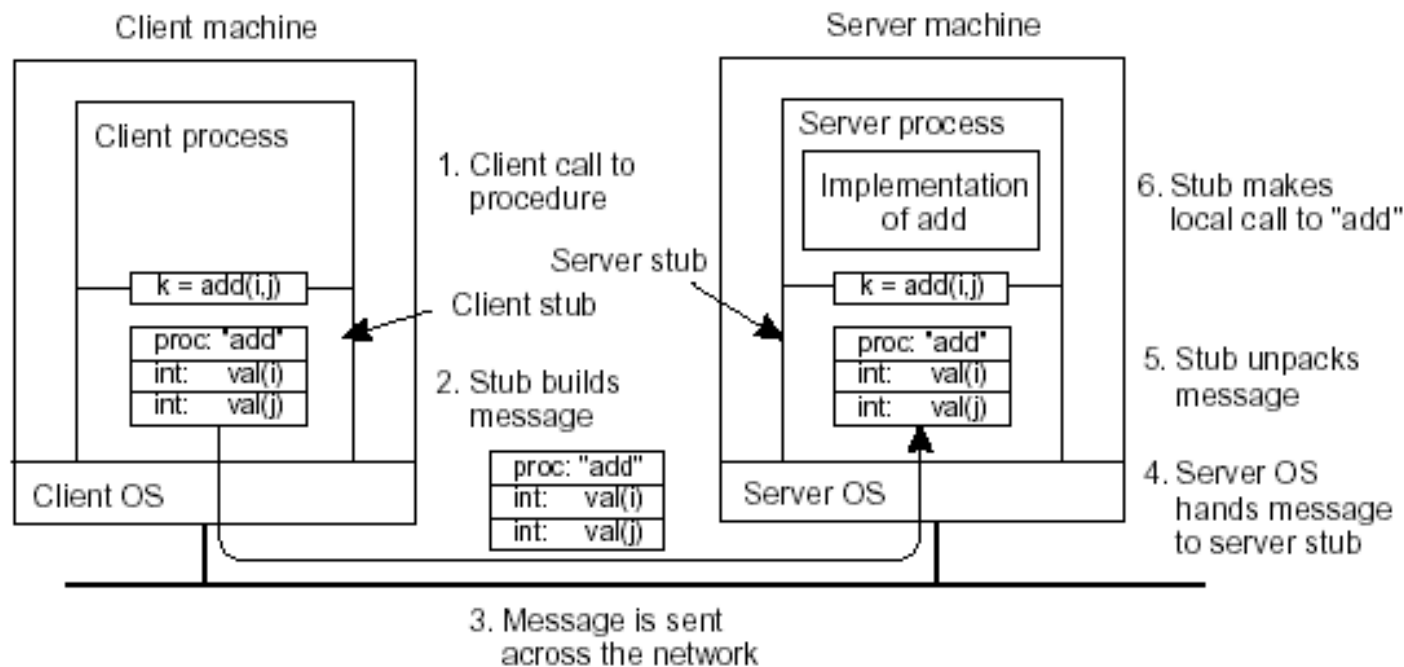 Client machine
Server machine
Client process
1. Client call to
procedure
Server process
Implementation
of add
6. Stub makes
local call to "add"
Server stub
k = add(i,j)
k = add(i,j)
Client stub
proc: "add"
int: val(i)
int: val(j)
2. Stub builds
message
proc: "add"
int: val(i)
int: val(j)
5. Stub unpacks
message
proc: "add"
int: val(i)
int: val(j)
Client OS
Server OS
4. Server OS
hands message
to server stub
3. Message is sent
across the network